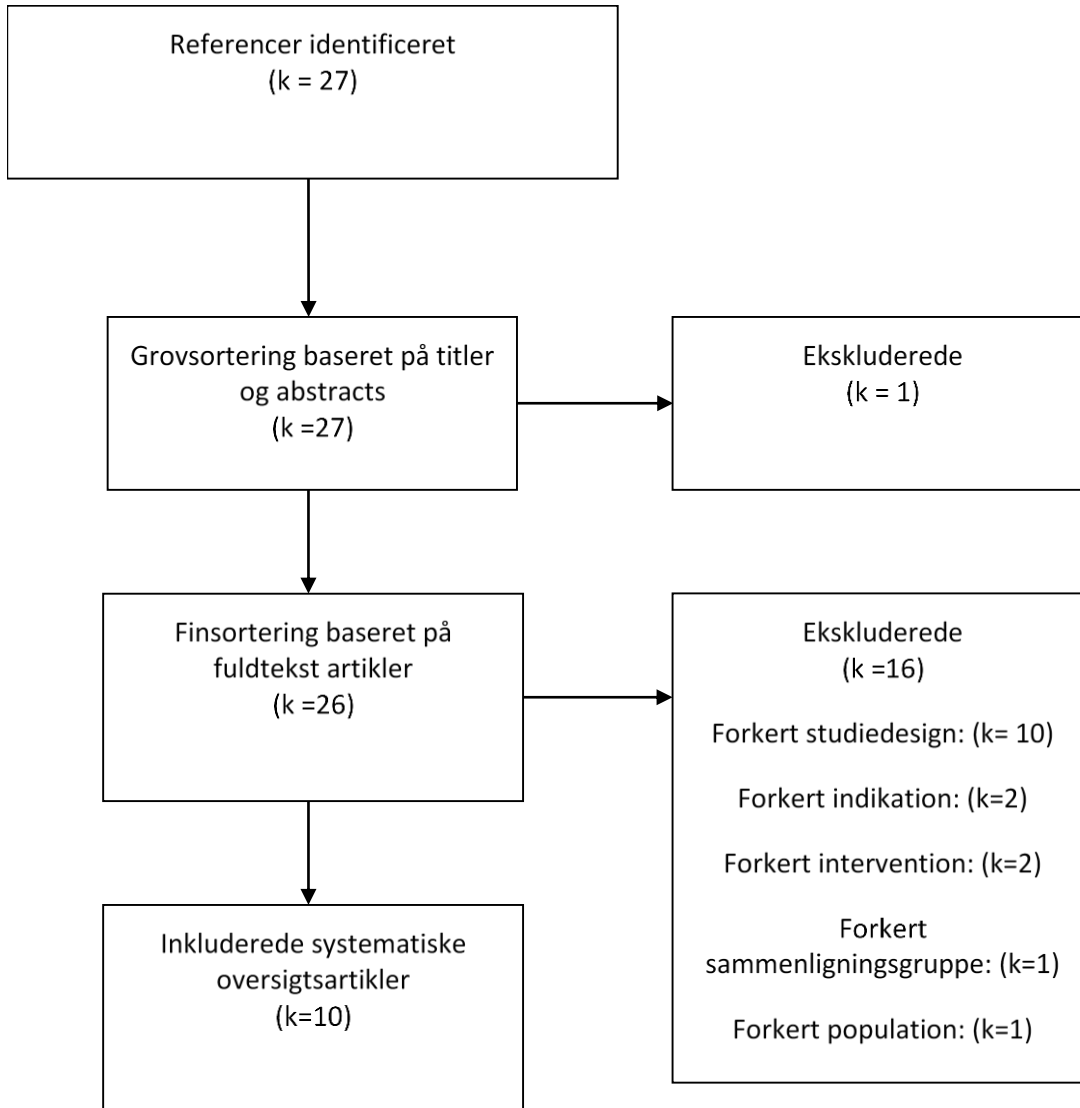 Referencer identificeret
(k = 27)
Grovsortering baseret på titler
og abstracts
(k =27)
Ekskluderede
(k = 1)
Finsortering baseret på
fuldtekst artikler
(k =26)
Ekskluderede
(k =16)
Forkert studiedesign: (k= 10)
Forkert indikation: (k=2)
Forkert intervention: (k=2)
Forkert
sammenligningsgruppe: (k=1)
Forkert population: (k=1)
Inkluderede systematiske
oversigtsartikler
(k=10)